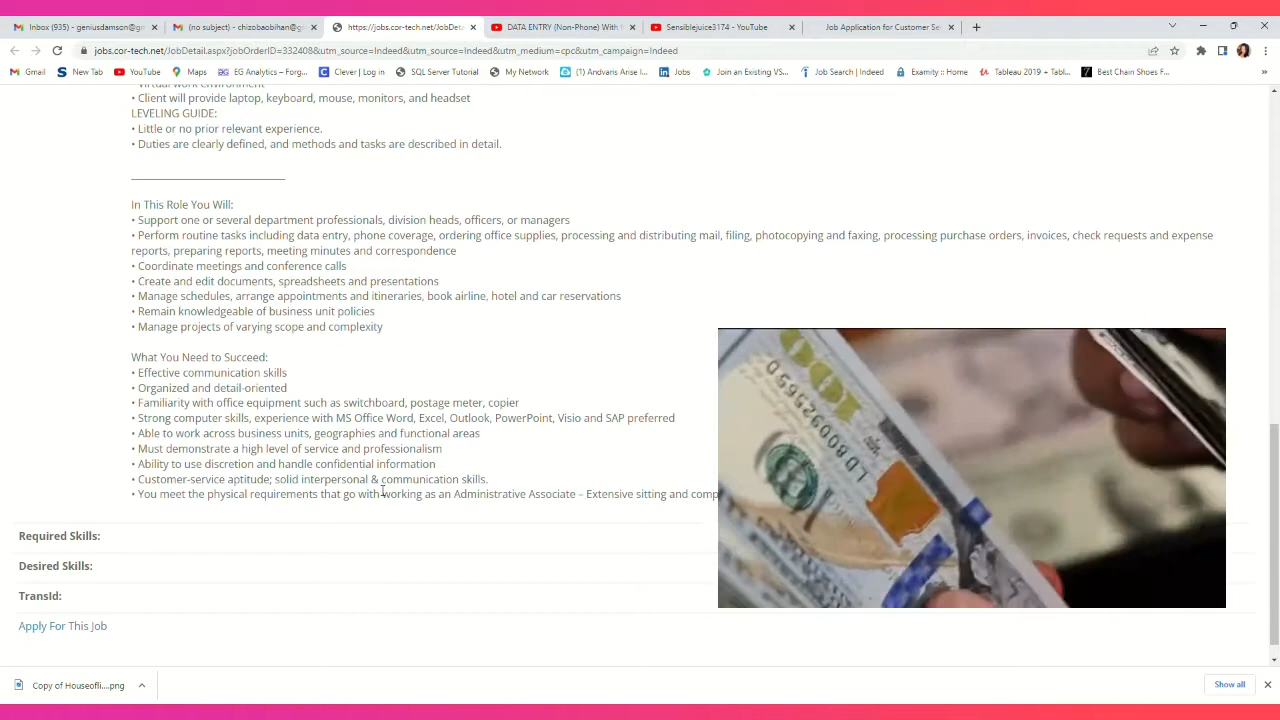 Inbox (935) - geniusdamson@gm
(no subject) - chizobaobihan@g
https://jobs.cor-tech.net/JobDeta
DATA ENTRY (Non-Phone) With
Sensiblejuice3174 - YouTube
Job Application for Customer Se
jobs.cor-tech.net/JobDetail.aspx?jobOrderID=332408&utm_source=Indeed&utm_source=Indeed&utm_medium=cpc&utm_campaign=Indeed
Gmail
New Tab
YouTube
Maps
EG Analytics – Forg...
Clever | Log in
SQL Server Tutorial
My Network
(1) Andvaris Arise I...
Jobs
Join an Existing VS...
Job Search | Indeed
Examity :: Home
Tableau 2019 + Tabl...
Best Chain Shoes F...
• Virtual work environment
• Client will provide laptop, keyboard, mouse, monitors, and headset
LEVELING GUIDE:
• Little or no prior relevant experience.
• Duties are clearly defined, and methods and tasks are described in detail.
In This Role You Will:
• Support one or several department professionals, division heads, officers, or managers
• Perform routine tasks including data entry, phone coverage, ordering office supplies, processing and distributing mail, filing, photocopying and faxing, processing purchase orders, invoices, check requests and expense
reports, preparing reports, meeting minutes and correspondence
• Coordinate meetings and conference calls
• Create and edit documents, spreadsheets and presentations
• Manage schedules, arrange appointments and itineraries, book airline, hotel and car reservations
• Remain knowledgeable of business unit policies
• Manage projects of varying scope and complexity
What You Need to Succeed:
• Effective communication skills
• Organized and detail-oriented
• Familiarity with office equipment such as switchboard, postage meter, copier
• Strong computer skills, experience with MS Office Word, Excel, Outlook, PowerPoint, Visio and SAP preferred
• Able to work across business units, geographies and functional areas
• Must demonstrate a high level of service and professionalism
• Ability to use discretion and handle confidential information
• Customer-service aptitude; solid interpersonal & communication skills.
• You meet the physical requirements that go with working as an Administrative Associate – Extensive sitting and comp
Required Skills:
Desired Skills:
TransId:
Apply For This Job
Copy of Houseofli....png
Show all